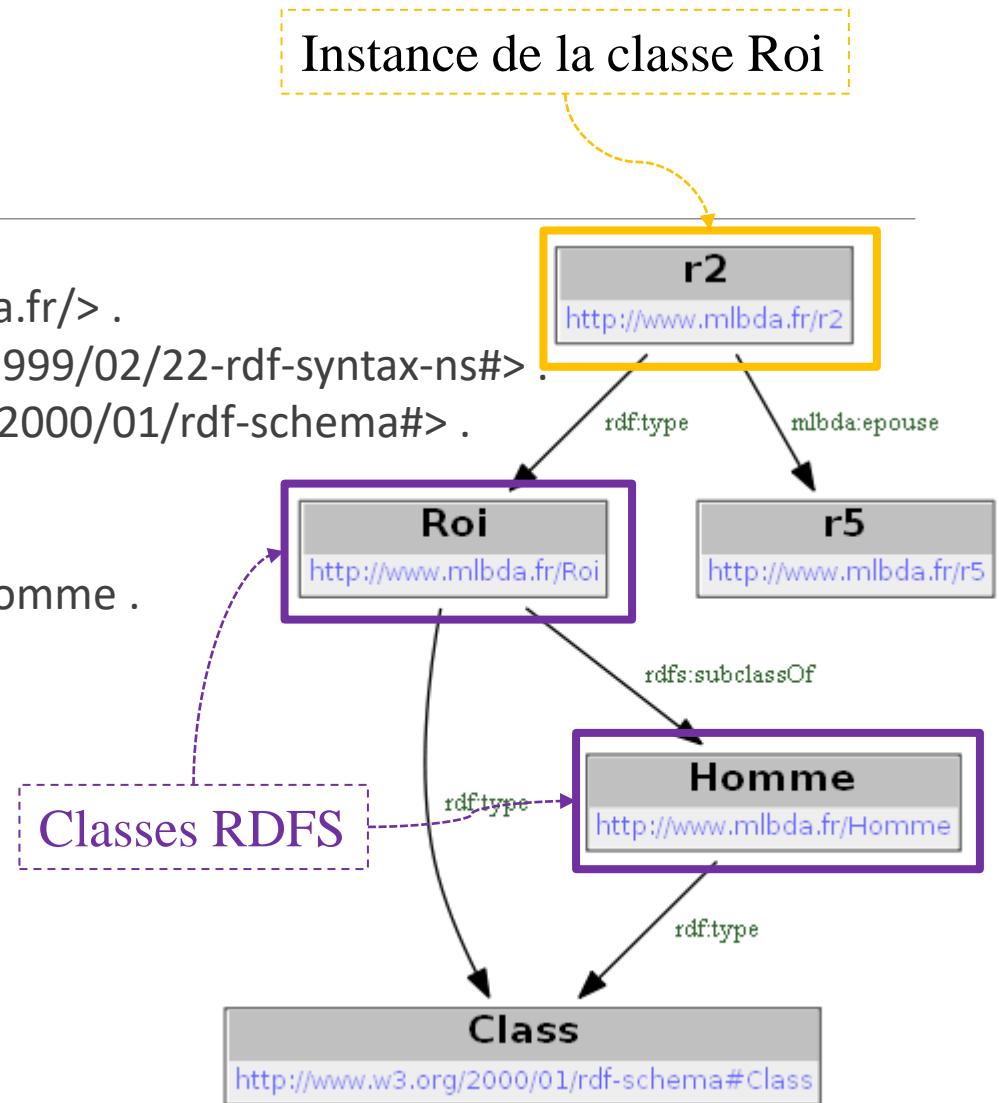 Instance de la classe Roi
a.fr/> .
999/02/22-rdf-syntax-ns#> .
2000/01/rdf-schema#> .
omme .
r2
http://www.mlbda.fr/r2
rdf:type
mlbda:epouse
Roi
http://www.mlbda.fr/Roi
r5
http://www.mlbda.fr/r5
rdfs:subclassOf
Classes RDFS
rdf:type
Homme
http://www.mlbda.fr/Homme
rdf:type
Class
http://www.w3.org/2000/01/rdf-schema#Class